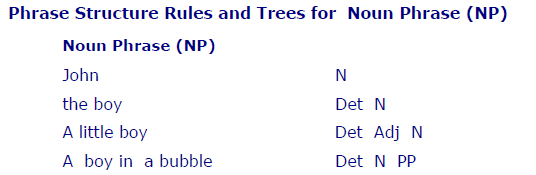 Phrase Structure Rules and Trees for Noun Phrase (NP)
Noun Phrase (NP)
John N
the boy Det N
A little boy Det Adj N
A boy in a bubble Det N PP